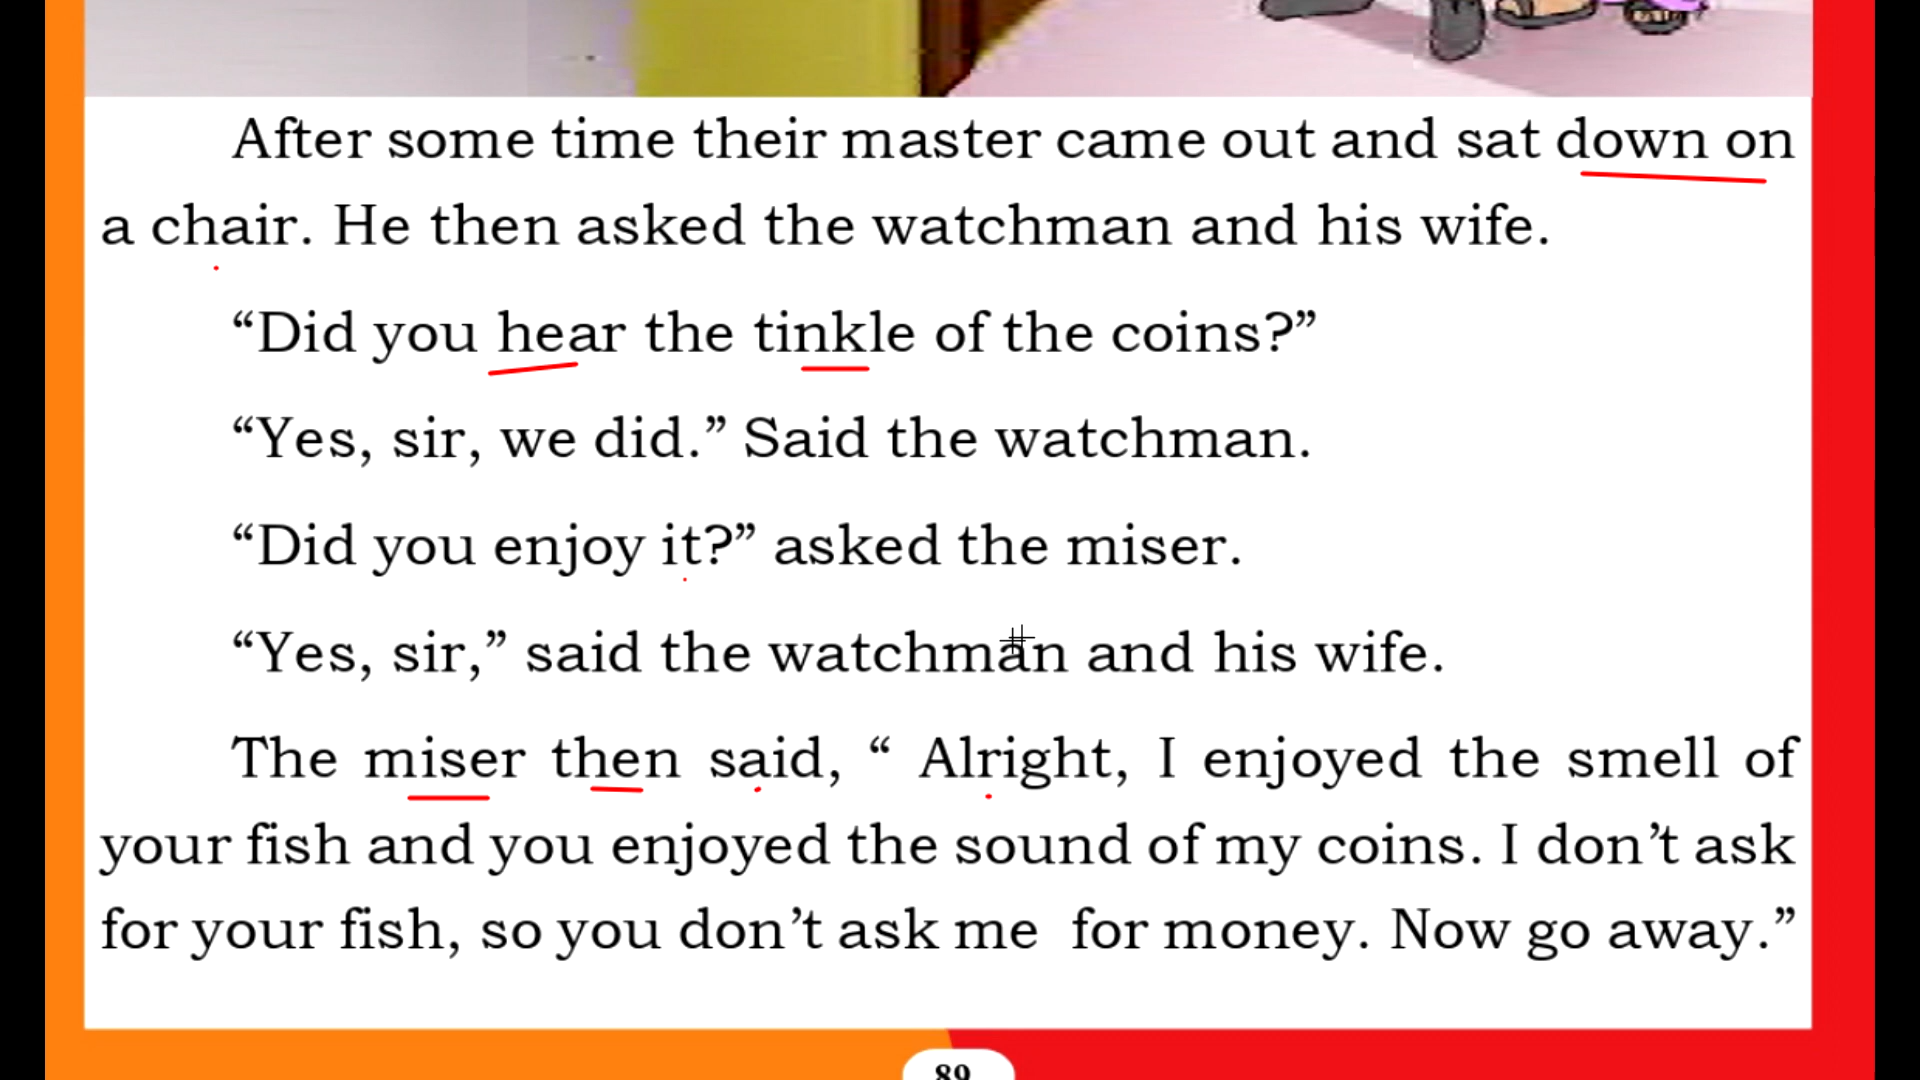 After some time their master came out and sat down on
a chair. He then asked the watchman and his wife.
“Did you hear the tinkle of the coins?”
“Yes, sir, we did.” Said the watchman.
“Did you enjoy it?” asked the miser.
“Yes, sir,” said the watchman and his wife.
The miser then said, “ Alright, I enjoyed the smell of
your fish and you enjoyed the sound of my coins. I don’t ask
for your fish, so you don’t ask me  for money. Now go away.”
89